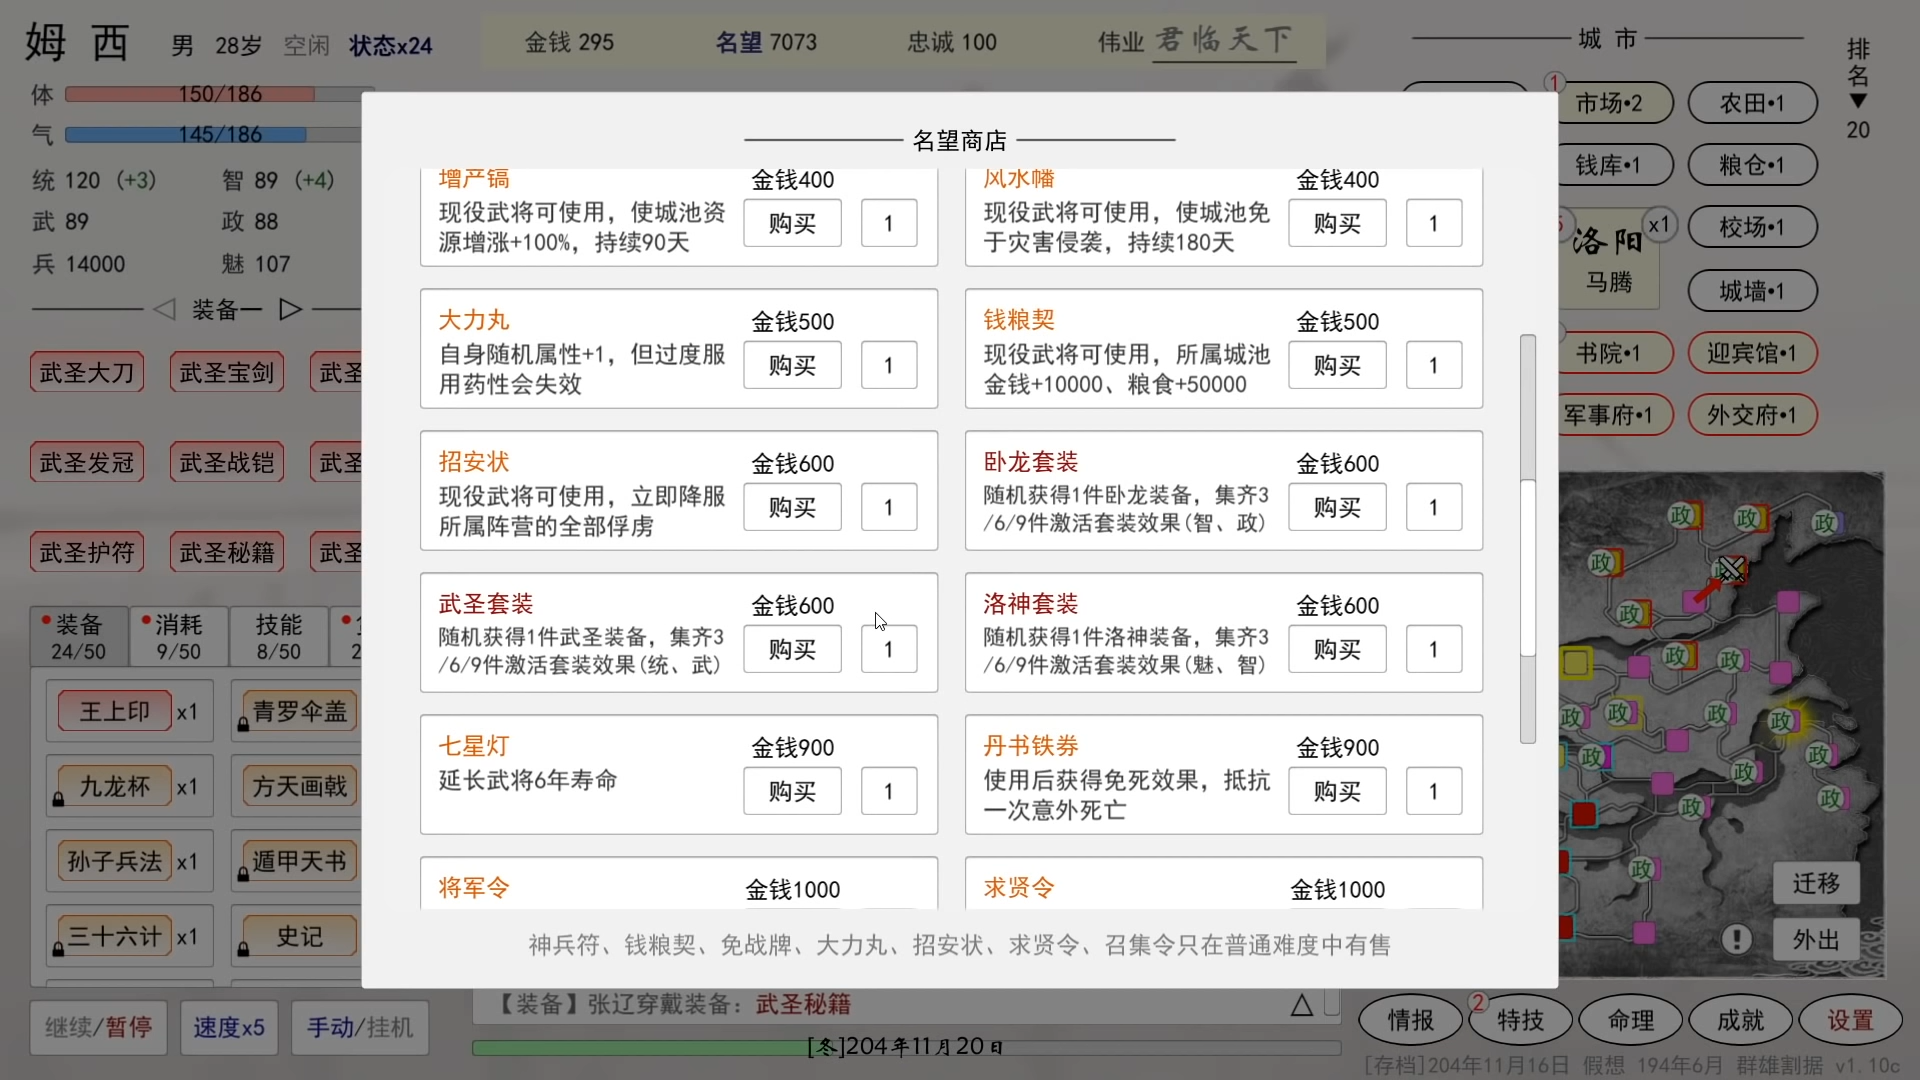 姆 西 男 28岁 空闲 状态x24
金钱 295 名望 7073 忠诚 100 伟业 君临天下
体 150/186
气 145/186
统 120 (+3) 智 89 (+4)
武 89 政 88
兵 14000 魅 107
装备一
武圣大刀 武圣宝剑 武圣
武圣发冠 武圣战铠 武圣
武圣护符 武圣秘籍 武圣
装备 24/50
消耗 9/50
技能 8/50
王上印 x1 青罗伞盖
九龙杯 x1 方天画戟
孙子兵法 x1 遁甲天书
三十六计 x1 史记
继续/暂停 速度x5 手动/挂机
名望商店
增产镐 金钱400
现役武将可使用，使城池资
源增涨+100%，持续90天
购买 1
风水幡 金钱400
现役武将可使用，使城池免
于灾害侵袭，持续180天
购买 1
大力丸 金钱500
自身随机属性+1，但过度服
用药性会失效
购买 1
钱粮契 金钱500
现役武将可使用，所属城池
金钱+10000、粮食+50000
购买 1
招安状 金钱600
现役武将可使用，立即降服
所属阵营的全部俘虏
购买 1
卧龙套装 金钱600
随机获得1件卧龙装备，集齐3
/6/9件激活套装效果(智、政)
购买 1
武圣套装 金钱600
随机获得1件武圣装备，集齐3
/6/9件激活套装效果(统、武)
购买 1
洛神套装 金钱600
随机获得1件洛神装备，集齐3
/6/9件激活套装效果(魅、智)
购买 1
七星灯 金钱900
延长武将6年寿命
购买 1
丹书铁券 金钱900
使用后获得免死效果，抵抗
一次意外死亡
购买 1
将军令 金钱1000
求贤令 金钱1000
神兵符、钱粮契、免战牌、大力丸、招安状、求贤令、召集令只在普通难度中有售
【装备】张辽穿戴装备：武圣秘籍
[冬]204年11月20日
城 市
排名▼
20
1
市场•2 农田•1
钱库•1 粮仓•1
洛阳 x1
马腾
校场•1
城墙•1
书院•1 迎宾馆•1
军事府•1 外交府•1
政 政 政
政
政
政 政
政 政 政 政
政 政 政
政 政
政
迁移
! 外出
情报 2 特技 命理 成就 设置
[存档]204年11月16日 假想 194年6月 群雄割据 v1.10c